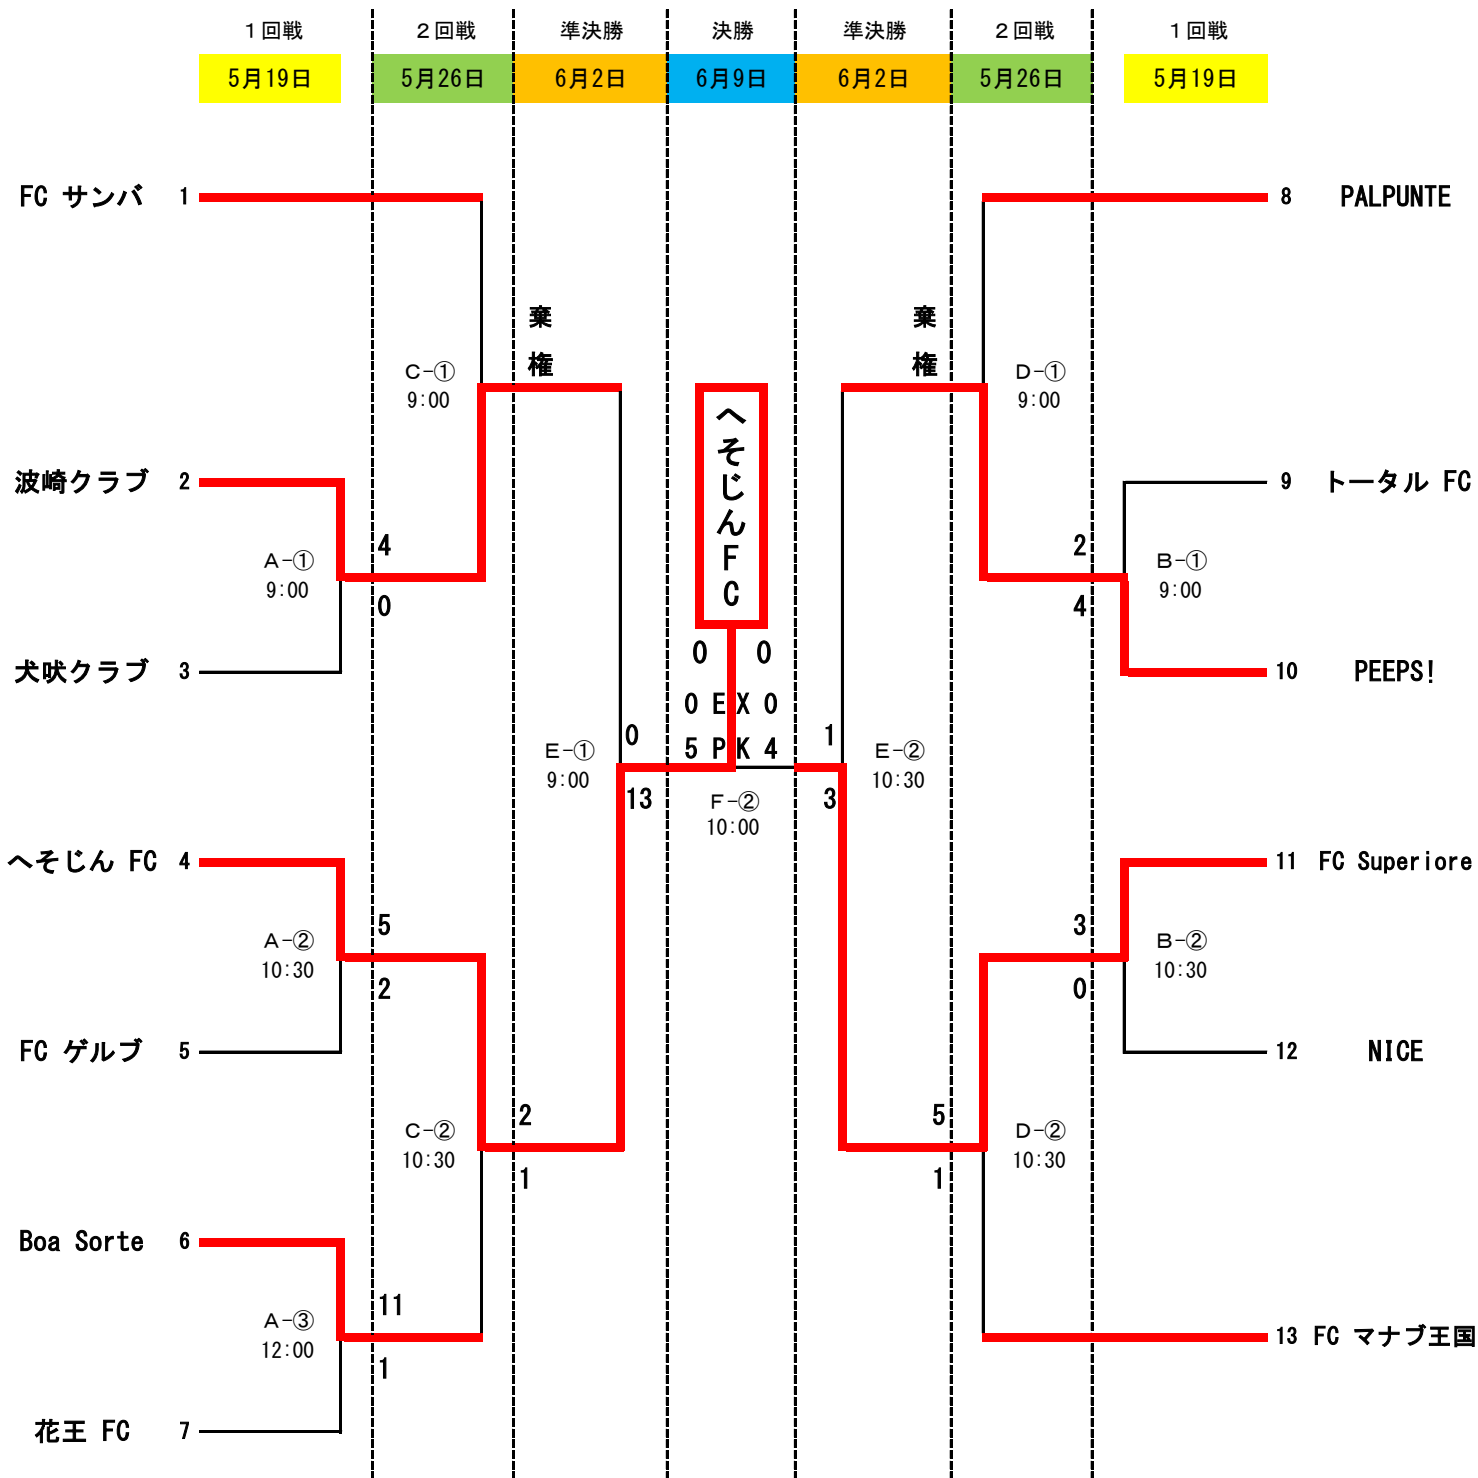 １回戦 ２回戦 準決勝 決勝 準決勝 ２回戦 １回戦
5月19日 5月26日 6月2日 6月9日 6月2日 5月26日 5月19日
FC サンバ 1
8 PALPUNTE
棄権
棄権
C-①
9:00
D-①
9:00
へそじんFC
波崎クラブ 2
9 トータル FC
A-①
9:00
4
0
2
4
B-①
9:00
犬吠クラブ 3
10 PEEPS!
0 0
0 EX 0
5 PK 4
E-①
9:00
0
13
F-②
10:00
1
3
E-②
10:30
へそじん FC 4
11 FC Superiore
A-②
10:30
5
2
3
0
B-②
10:30
FC ゲルブ 5
12 NICE
C-②
10:30
2
1
5
1
D-②
10:30
Boa Sorte 6
A-③
12:00
11
1
13 FC マナブ王国
花王 FC 7